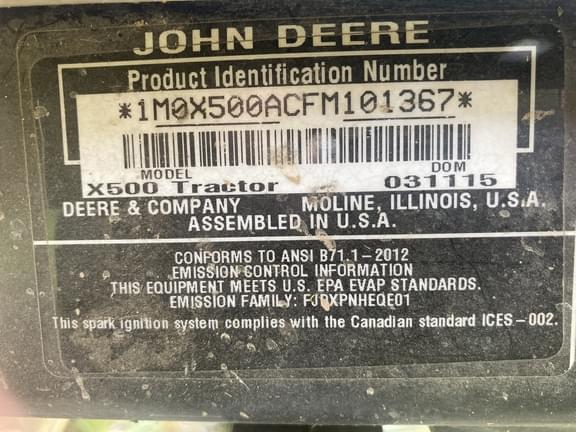 JOHN DEERE
Product Identification Number
*1M0X500ACFM101367*
MODEL DOM
X500 Tractor 031115
DEERE & COMPANY MOLINE, ILLINOIS, U.S.A.
ASSEMBLED IN U.S.A.
CONFORMS TO ANSI B71.1-2012
EMISSION CONTROL INFORMATION
THIS EQUIPMENT MEETS U.S. EPA EVAP STANDARDS.
EMISSION FAMILY: FJDXPNHEQE01
This spark ignition system complies with the Canadian standard ICES-002.